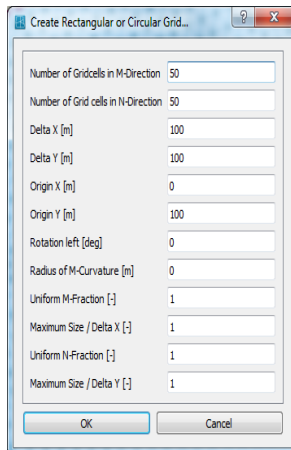 Create Rectangular or Circular Grid...
Number of Gridcells in M-Direction 50
Number of Grid cells in N-Direction 50
Delta X [m] 100
Delta Y [m] 100
Origin X [m] 0
Origin Y [m] 100
Rotation left [deg] 0
Radius of M-Curvature [m] 0
Uniform M-Fraction [-] 1
Maximum Size / Delta X [-] 1
Uniform N-Fraction [-] 1
Maximum Size / Delta Y [-] 1
OK Cancel